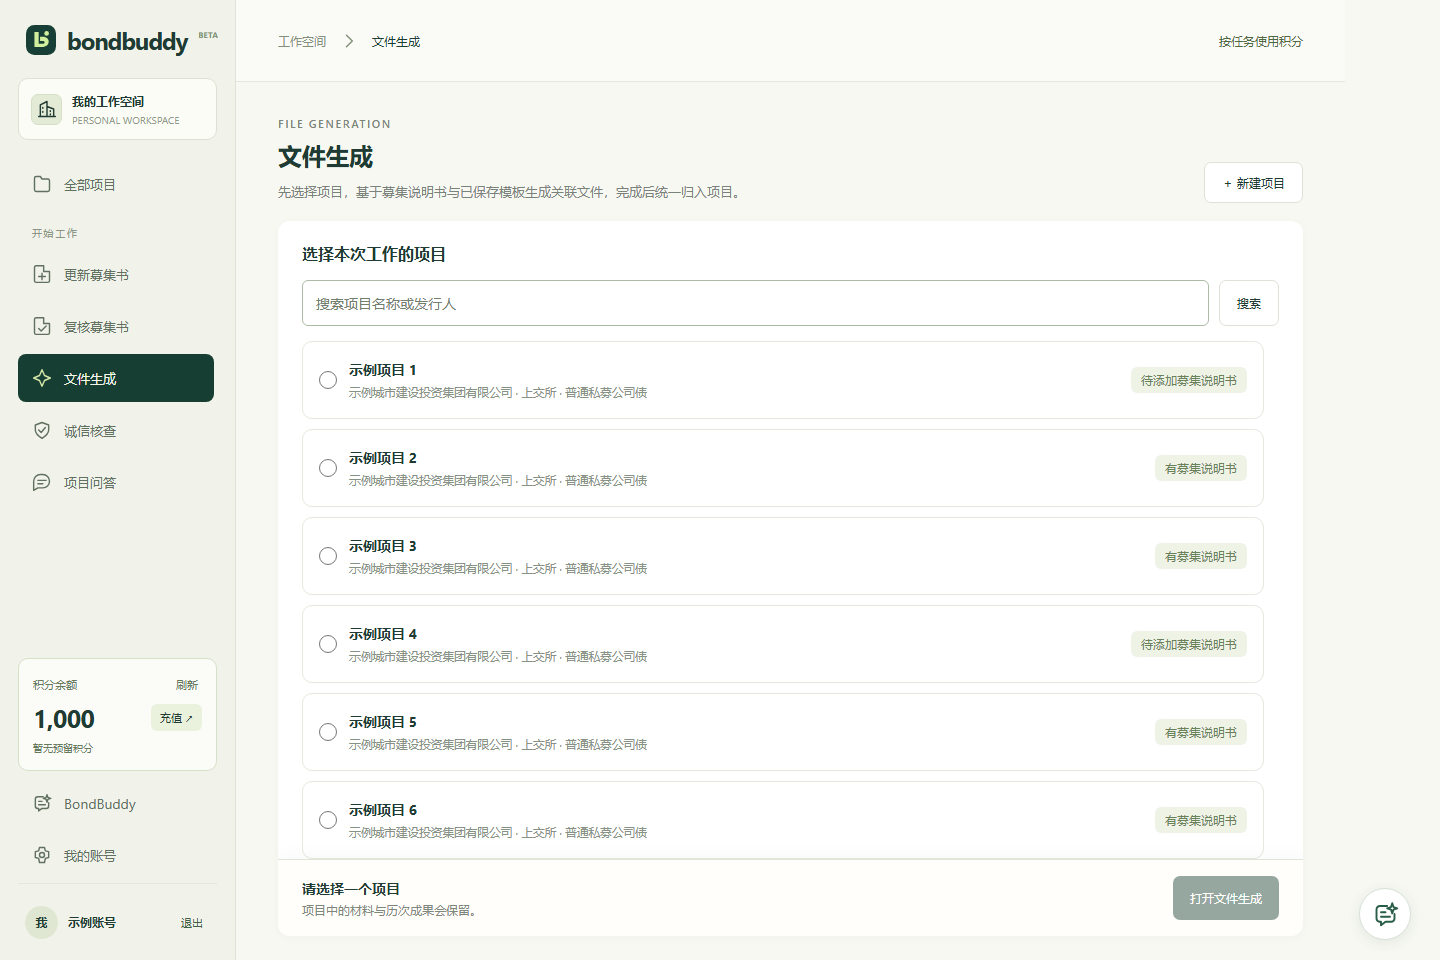 bondbuddy BETA
我的工作空间
PERSONAL WORKSPACE
全部项目
开始工作
更新募集书
复核募集书
文件生成
诚信核查
项目问答
积分余额 刷新
1,000 充值 ↗
暂无预留积分
BondBuddy
我的账号
我 示例账号 退出
工作空间 > 文件生成 按任务使用积分
FILE GENERATION
文件生成
先选择项目，基于募集说明书与已保存模板生成关联文件，完成后统一归入项目。
+ 新建项目
选择本次工作的项目
搜索项目名称或发行人 搜索
示例项目 1
示例城市建设投资集团有限公司 · 上交所 · 普通私募公司债 待添加募集说明书
示例项目 2
示例城市建设投资集团有限公司 · 上交所 · 普通私募公司债 有募集说明书
示例项目 3
示例城市建设投资集团有限公司 · 上交所 · 普通私募公司债 有募集说明书
示例项目 4
示例城市建设投资集团有限公司 · 上交所 · 普通私募公司债 待添加募集说明书
示例项目 5
示例城市建设投资集团有限公司 · 上交所 · 普通私募公司债 有募集说明书
示例项目 6
示例城市建设投资集团有限公司 · 上交所 · 普通私募公司债 有募集说明书
请选择一个项目
项目中的材料与历次成果会保留。 打开文件生成